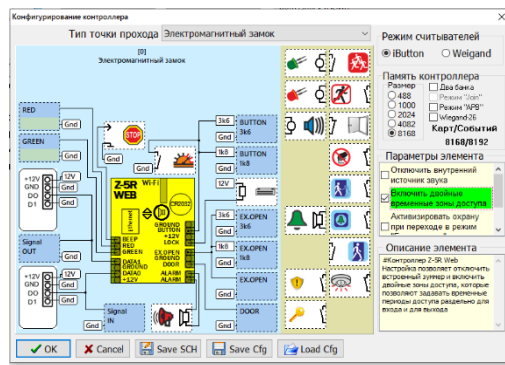 Конфигурирование контроллера
Тип точки прохода Электромагнитный замок
[0]
Электромагнитный замок
RED
Gnd
GREEN
Gnd
12V
GND
DO
D1
12V
Gnd
Signal
OUT
Gnd
+12V
GND
DO
D1
12V
Gnd
STOP
Gnd
Gnd
Z-5R
WEB
Wi-Fi
Ethernet
CR2032
GROUND
BUTTON
+12V
LOCK
BEEP
RED
GREEN
EX.OPEN
GROUND
DOOR
DATA1
GROUND
DATA0
+12V
ALARM
ALARM
Signal
IN
Gnd
3k6
BUTTON
3k6
Gnd
1k8
BUTTON
1k8
Gnd
12V
3k6
EX.OPEN
3k6
Gnd
1k8
EX.OPEN
1k8
Gnd
EX.OPEN
Gnd
DOOR
Gnd
Режим считывателей
iButton
Weigand
Память контроллера
Размер
488
1000
2024
4082
8168
Два банка
Режим "Join"
Режим "APB"
Wiegand-26
Карт/Событий
8168/8192
Параметры элемента
Отключить внутренний
источник звука
Включить двойные
временные зоны доступа
Активизировать охрану
при переходе в режим
Описание элемента
#Контроллер Z-5R Web
Настройка позволяет отключить
встроенный зуммер и включить
двойные зоны доступа, которые
позволяют задавать временные
периоды доступа раздельно для
входа и для выхода
OK
Cancel
Save SCH
Save Cfg
Load Cfg